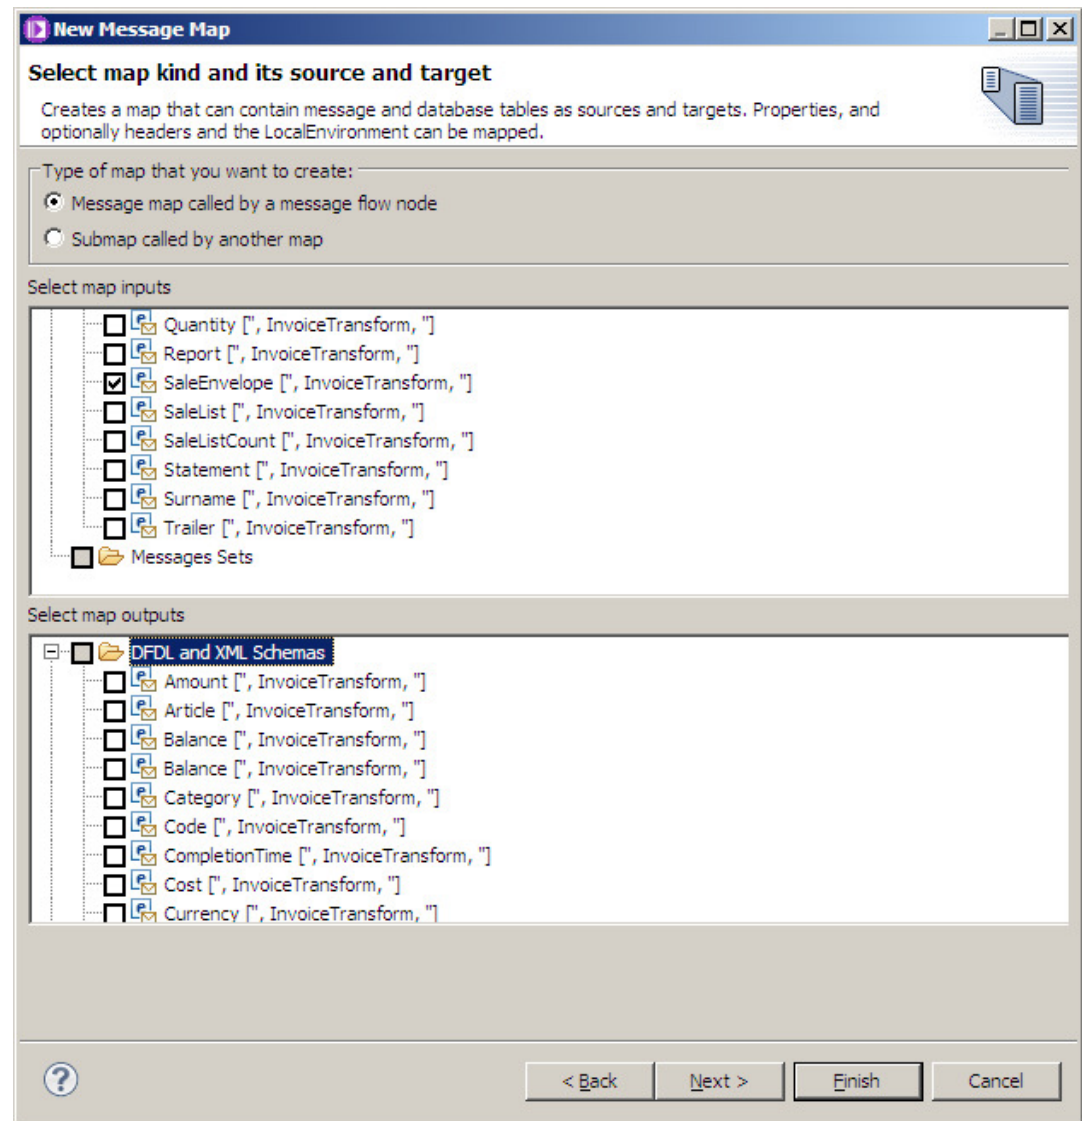 New Message Map
Select map kind and its source and target
Creates a map that can contain message and database tables as sources and targets. Properties, and
optionally headers and the LocalEnvironment can be mapped.
Type of map that you want to create:
Message map called by a message flow node
Submap called by another map
Select map inputs
Quantity [", InvoiceTransform, "]
Report [", InvoiceTransform, "]
SaleEnvelope [", InvoiceTransform, "]
SaleList [", InvoiceTransform, "]
SaleListCount [", InvoiceTransform, "]
Statement [", InvoiceTransform, "]
Surname [", InvoiceTransform, "]
Trailer [", InvoiceTransform, "]
Messages Sets
Select map outputs
DFDL and XML Schemas
Amount [", InvoiceTransform, "]
Article [", InvoiceTransform, "]
Balance [", InvoiceTransform, "]
Balance [", InvoiceTransform, "]
Category [", InvoiceTransform, "]
Code [", InvoiceTransform, "]
CompletionTime [", InvoiceTransform, "]
Cost [", InvoiceTransform, "]
Currency [", InvoiceTransform, "]
< Back Next > Finish Cancel